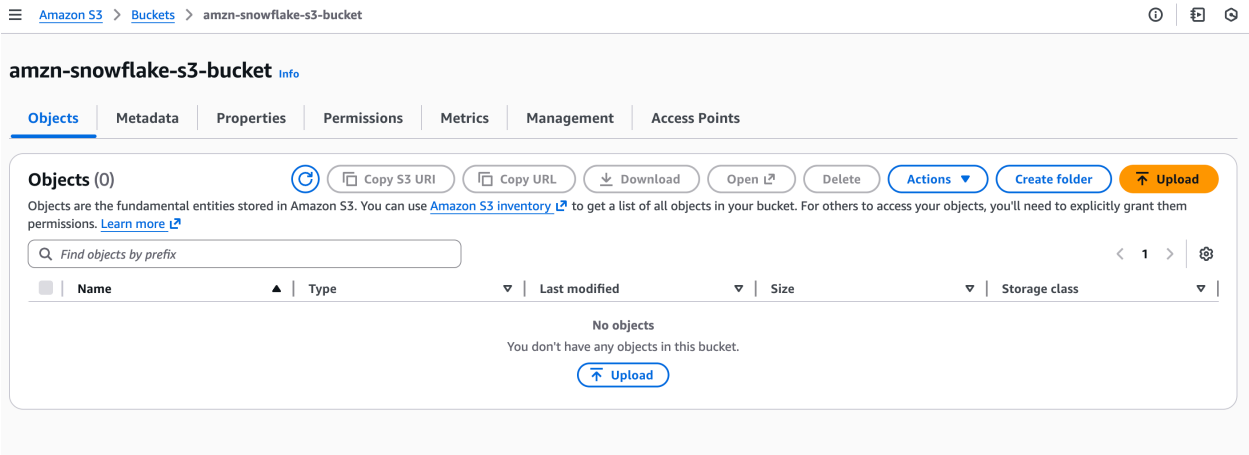 Amazon S3 > Buckets > amzn-snowflake-s3-bucket
amzn-snowflake-s3-bucket Info
Objects Metadata Properties Permissions Metrics Management Access Points
Objects (0) Copy S3 URI Copy URL Download Open Delete Actions Create folder Upload
Objects are the fundamental entities stored in Amazon S3. You can use Amazon S3 inventory to get a list of all objects in your bucket. For others to access your objects, you'll need to explicitly grant them
permissions. Learn more
Find objects by prefix 1
Name Type Last modified Size Storage class
No objects
You don't have any objects in this bucket.
Upload